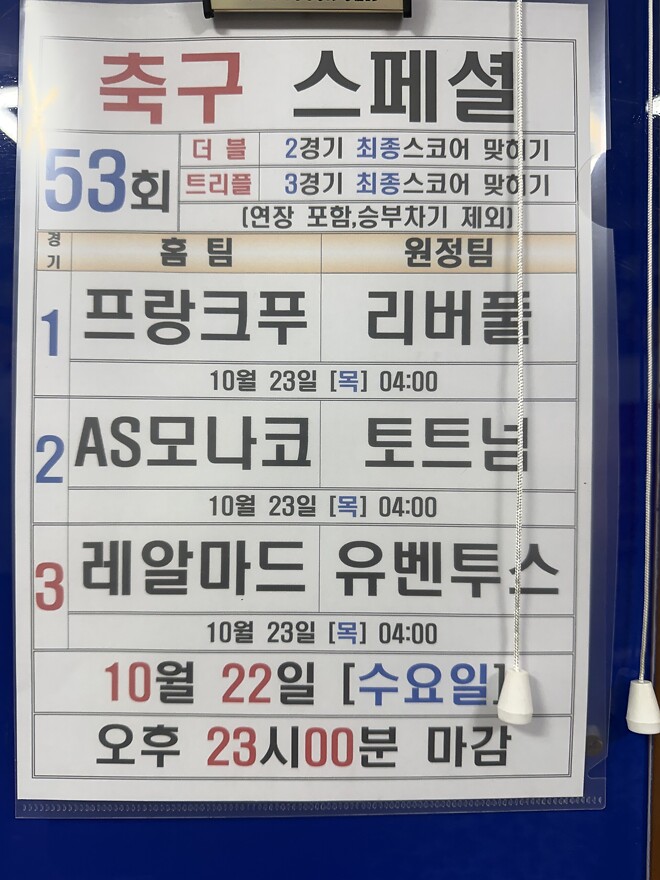 축구 스페셜
53회
더 블 2경기 최종스코어 맞히기
트리플 3경기 최종스코어 맞히기
(연장 포함,승부차기 제외)
경기 홈 팀 원정팀
1 프랑크푸 리버풀
10월 23일 [목] 04:00
2 AS모나코 토트넘
10월 23일 [목] 04:00
3 레알마드 유벤투스
10월 23일 [목] 04:00
10월 22일 [수요일]
오후 23시00분 마감